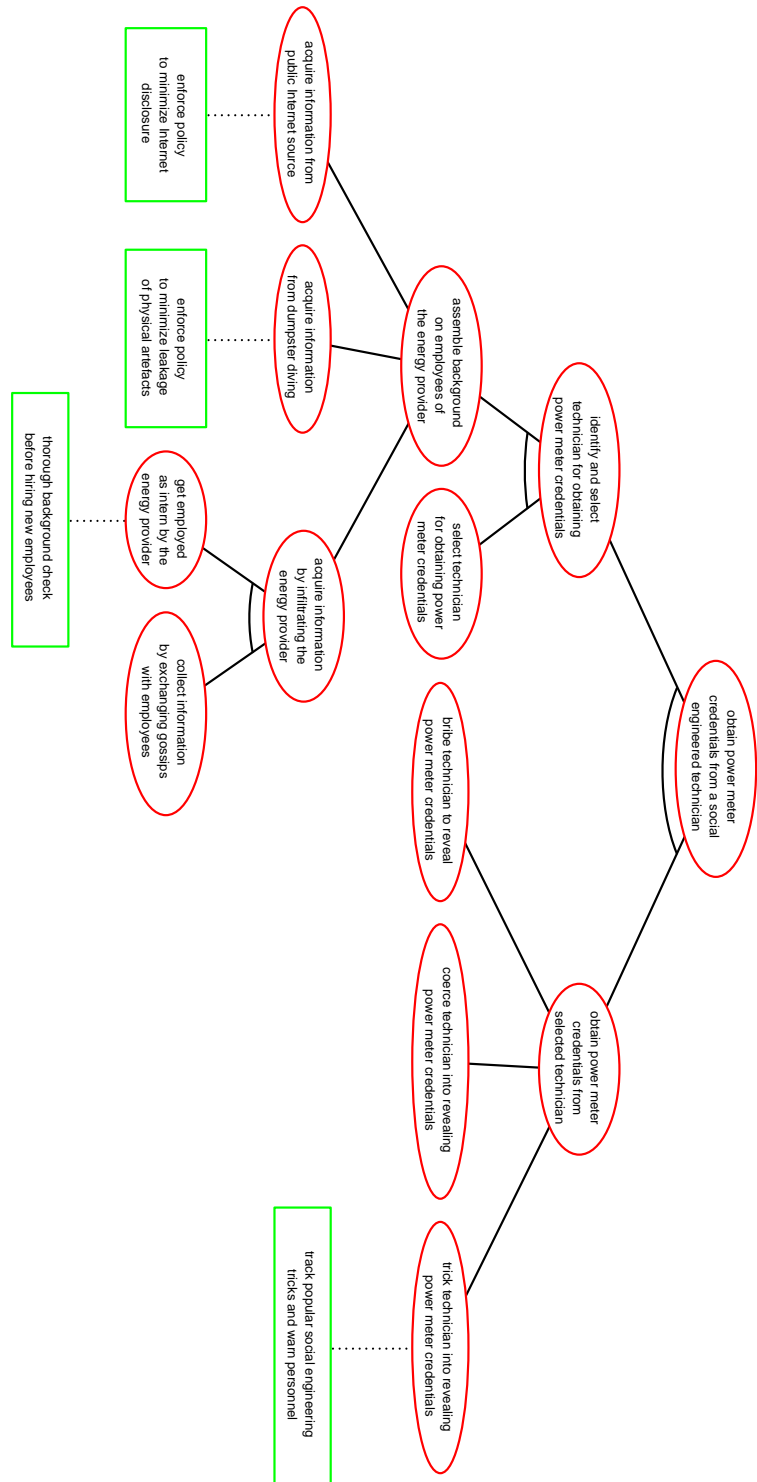 obtain power meter
credentials from a social
engineered technician
identify and select
technician for obtaining
power meter credentials
obtain power meter
credentials from
selected technician
assemble background
on employees of
the energy provider
select technician
for obtaining power
meter credentials
bribe technician to reveal
power meter credentials
coerce technician into revealing
power meter credentials
trick technician into revealing
power meter credentials
acquire information from
public Internet source
acquire information
from dumpster diving
acquire information
by infiltrating the
energy provider
track popular social engineering
tricks and warn personnel
enforce policy
to minimize Internet
disclosure
enforce policy
to minimize leakage
of physical artefacts
get employed
as intern by the
energy provider
collect information
by exchanging gossips
with employees
thorough background check
before hiring new employees